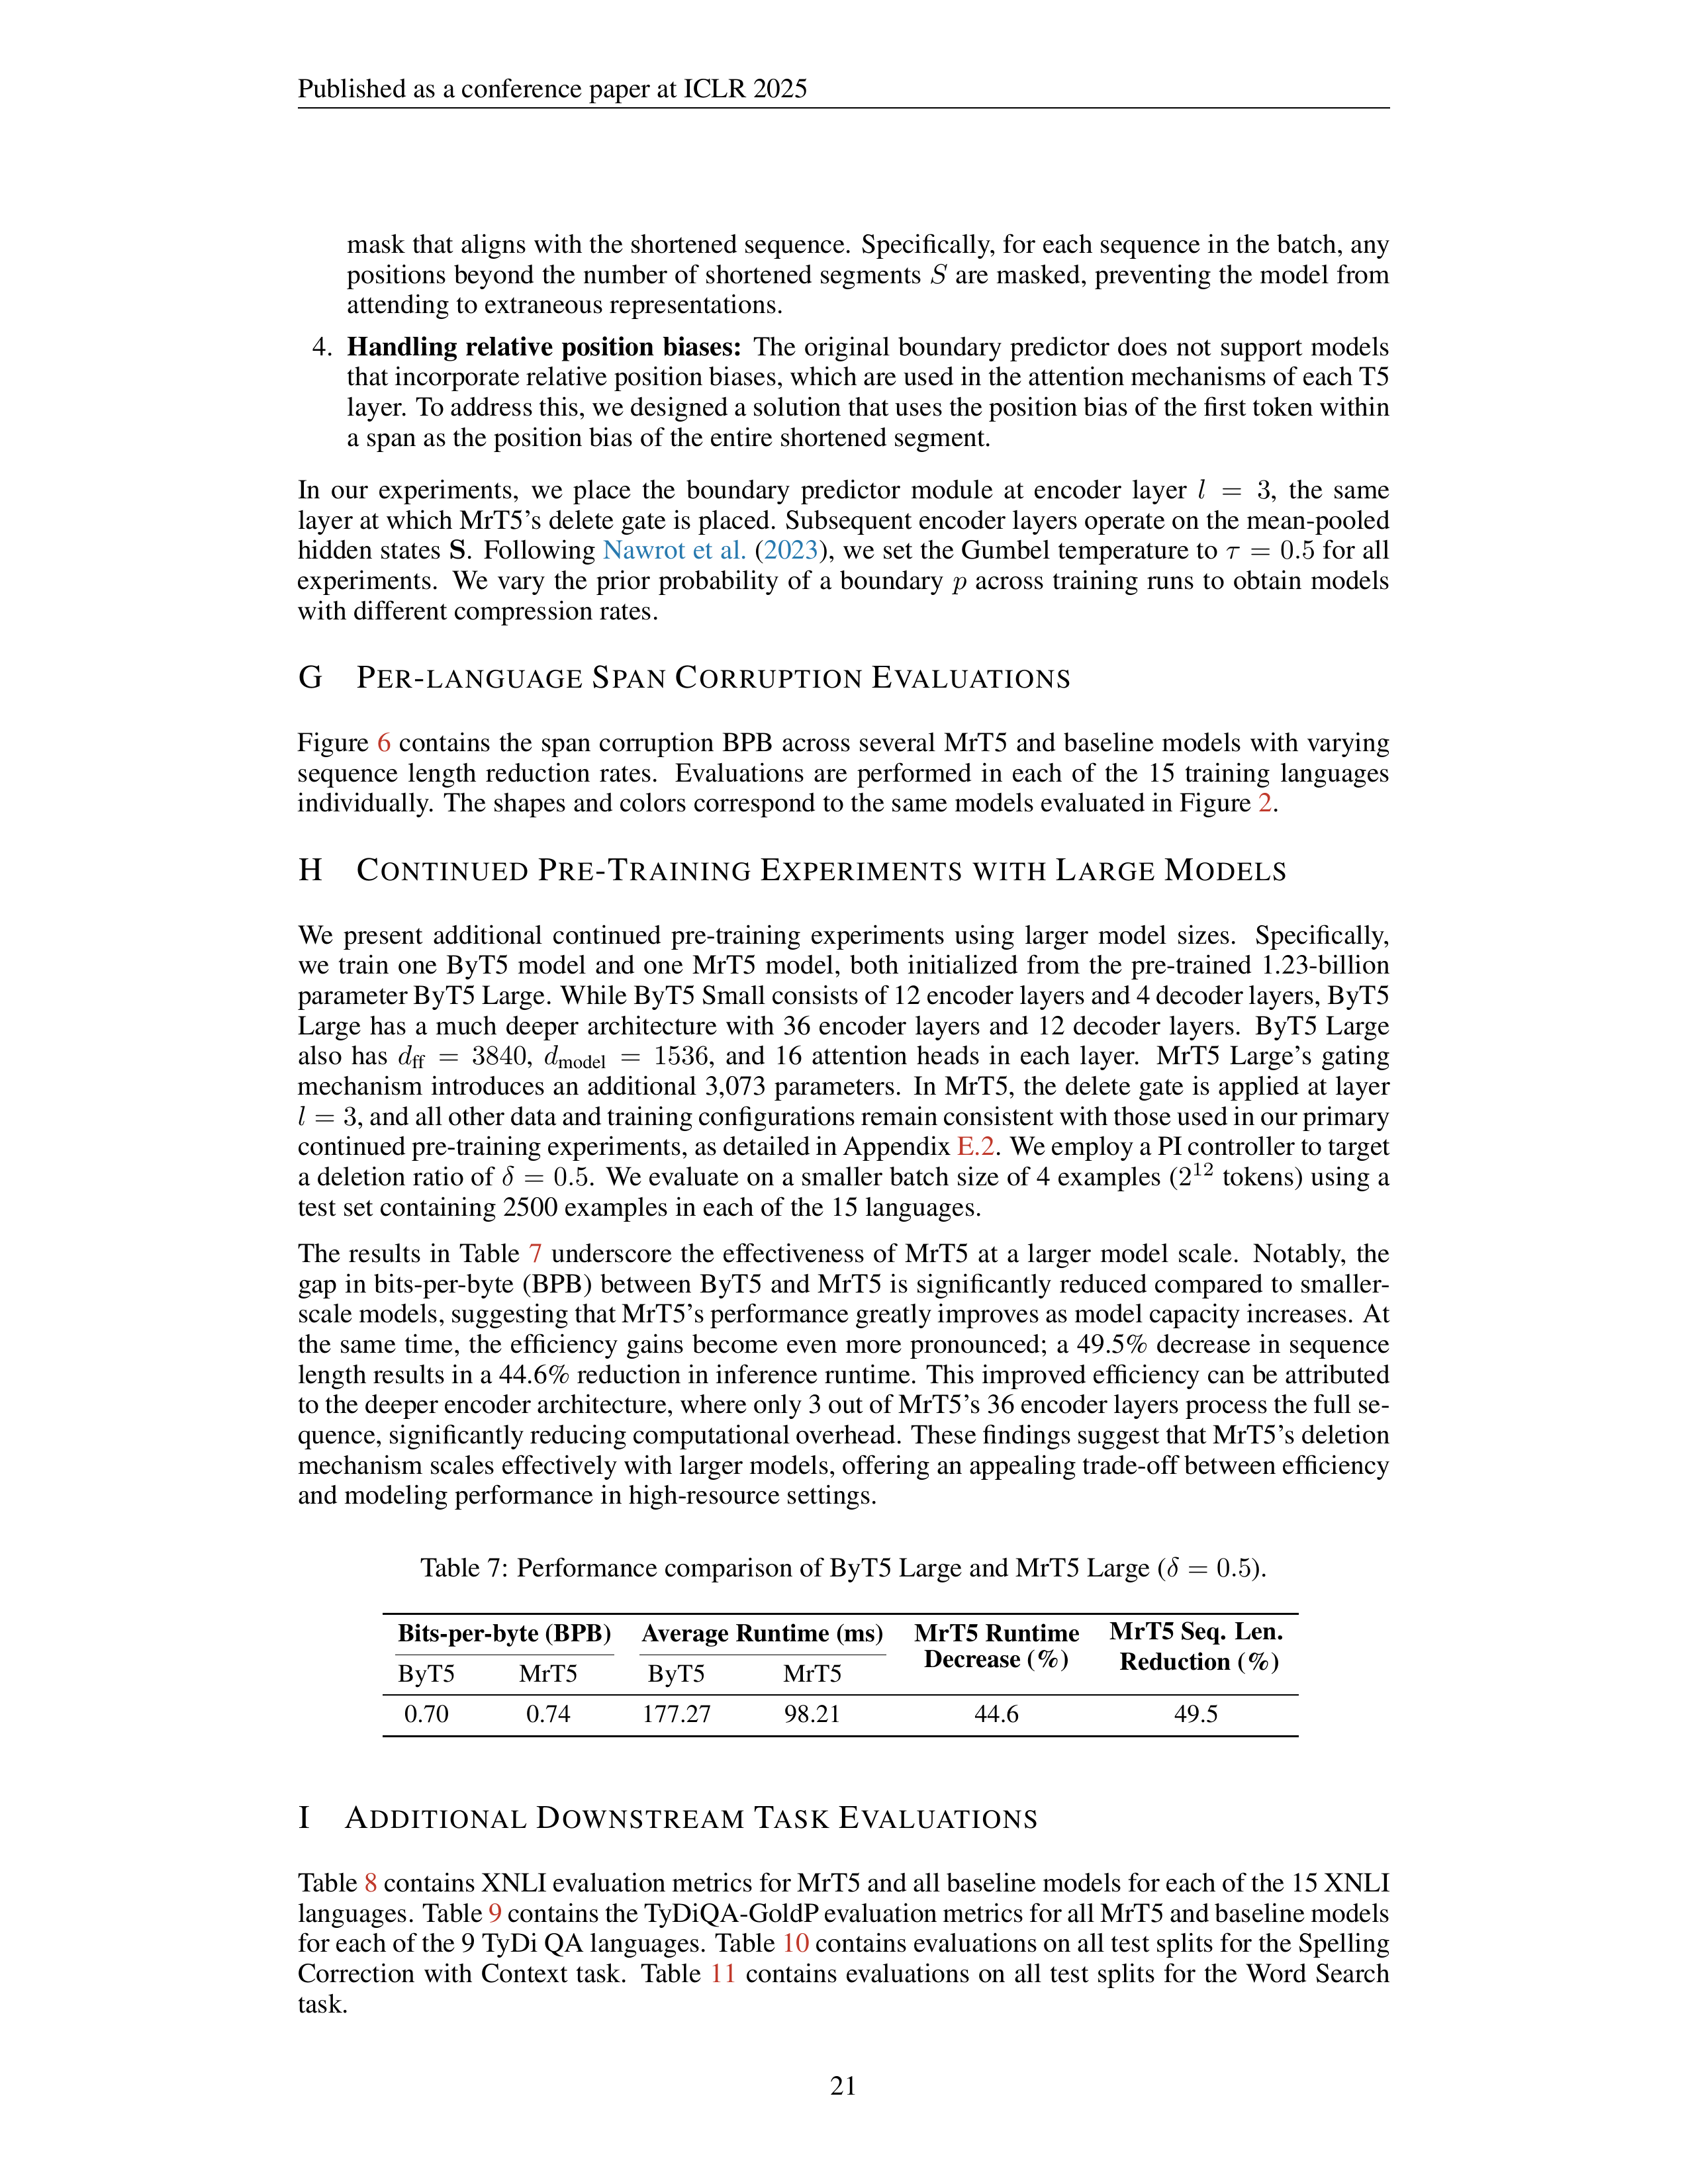 Published as a conference paper at ICLR 2025
mask that aligns with the shortened sequence. Specifically, for each sequence in the batch, any
positions beyond the number of shortened segments S are masked, preventing the model from
attending to extraneous representations.
4. Handling relative position biases: The original boundary predictor does not support models
that incorporate relative position biases, which are used in the attention mechanisms of each T5
layer. To address this, we designed a solution that uses the position bias of the first token within
a span as the position bias of the entire shortened segment.
In our experiments, we place the boundary predictor module at encoder layer l = 3, the same
layer at which MrT5's delete gate is placed. Subsequent encoder layers operate on the mean-pooled
hidden states S. Following Nawrot et al. (2023), we set the Gumbel temperature to τ = 0.5 for all
experiments. We vary the prior probability of a boundary p across training runs to obtain models
with different compression rates.
G PER-LANGUAGE SPAN CORRUPTION EVALUATIONS
Figure 6 contains the span corruption BPB across several MrT5 and baseline models with varying
sequence length reduction rates. Evaluations are performed in each of the 15 training languages
individually. The shapes and colors correspond to the same models evaluated in Figure 2.
H CONTINUED PRE-TRAINING EXPERIMENTS WITH LARGE MODELS
We present additional continued pre-training experiments using larger model sizes. Specifically,
we train one ByT5 model and one MrT5 model, both initialized from the pre-trained 1.23-billion
parameter ByT5 Large. While ByT5 Small consists of 12 encoder layers and 4 decoder layers, ByT5
Large has a much deeper architecture with 36 encoder layers and 12 decoder layers. ByT5 Large
also has d_ff = 3840, d_model = 1536, and 16 attention heads in each layer. MrT5 Large's gating
mechanism introduces an additional 3,073 parameters. In MrT5, the delete gate is applied at layer
l = 3, and all other data and training configurations remain consistent with those used in our primary
continued pre-training experiments, as detailed in Appendix E.2. We employ a PI controller to target
a deletion ratio of δ = 0.5. We evaluate on a smaller batch size of 4 examples (2^12 tokens) using a
test set containing 2500 examples in each of the 15 languages.
The results in Table 7 underscore the effectiveness of MrT5 at a larger model scale. Notably, the
gap in bits-per-byte (BPB) between ByT5 and MrT5 is significantly reduced compared to smaller-
scale models, suggesting that MrT5's performance greatly improves as model capacity increases. At
the same time, the efficiency gains become even more pronounced; a 49.5% decrease in sequence
length results in a 44.6% reduction in inference runtime. This improved efficiency can be attributed
to the deeper encoder architecture, where only 3 out of MrT5's 36 encoder layers process the full se-
quence, significantly reducing computational overhead. These findings suggest that MrT5's deletion
mechanism scales effectively with larger models, offering an appealing trade-off between efficiency
and modeling performance in high-resource settings.
Table 7: Performance comparison of ByT5 Large and MrT5 Large (δ = 0.5).
Bits-per-byte (BPB) Average Runtime (ms) MrT5 Runtime MrT5 Seq. Len.
Decrease (%) Reduction (%)
ByT5 MrT5 ByT5 MrT5
0.70 0.74 177.27 98.21 44.6 49.5
I ADDITIONAL DOWNSTREAM TASK EVALUATIONS
Table 8 contains XNLI evaluation metrics for MrT5 and all baseline models for each of the 15 XNLI
languages. Table 9 contains the TyDiQA-GoldP evaluation metrics for all MrT5 and baseline models
for each of the 9 TyDi QA languages. Table 10 contains evaluations on all test splits for the Spelling
Correction with Context task. Table 11 contains evaluations on all test splits for the Word Search
task.
21